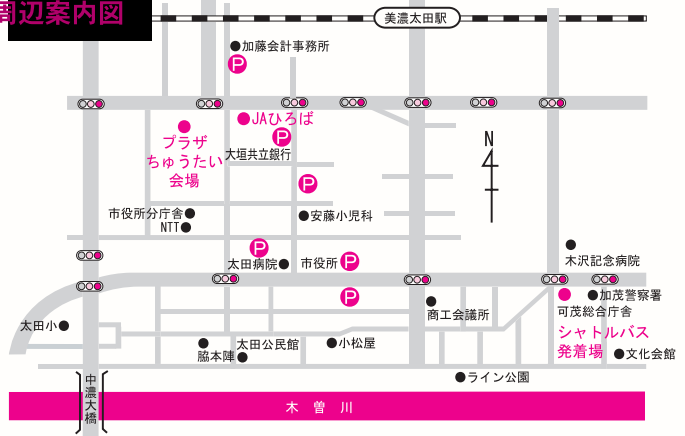 周辺案内図
美濃太田駅
加藤会計事務所
P
JAひろば
P
プラザ
ちゅうたい
会場
大垣共立銀行
N
P
市役所分庁舎
NTT
安藤小児科
P
太田病院
市役所
P
木沢記念病院
P
加茂警察署
商工会議所
可茂総合庁舎
太田小
シャトルバス
発着場
脇本陣
太田公民館
小松屋
文化会館
中濃大橋
ライン公園
木曽川